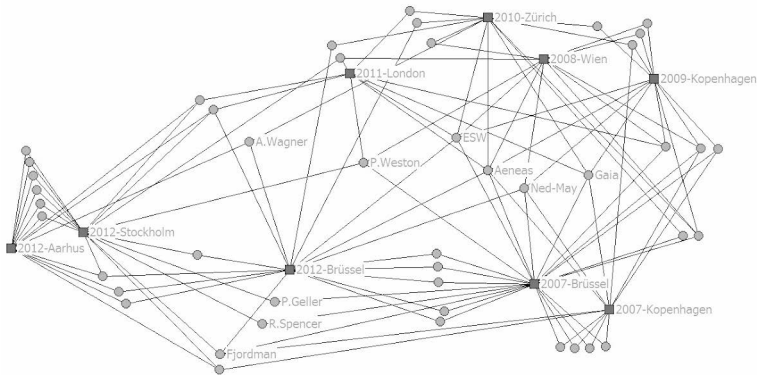 2010-Zürich
2008-Wien
2011-London
2009-Kopenhagen
ESW
A.Wagner
P.Weston
Aeneas
Gaia
Ned-May
2012-Stockholm
2012-Aarhus
2012-Brüssel
2007-Brüssel
P.Geller
2007-Kopenhagen
R.Spencer
Fjordman